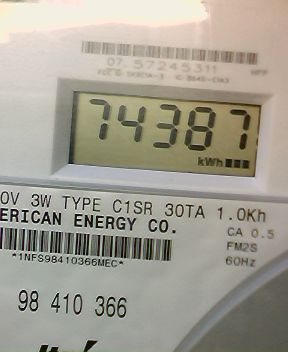 07 57245311
74387
kWh
0V 3W TYPE C1SR 30TA 1.0Kh
ERICAN ENERGY CO.
CA 0.5
FM2S
60Hz
*1NFS98410366MEC*
98 410 366